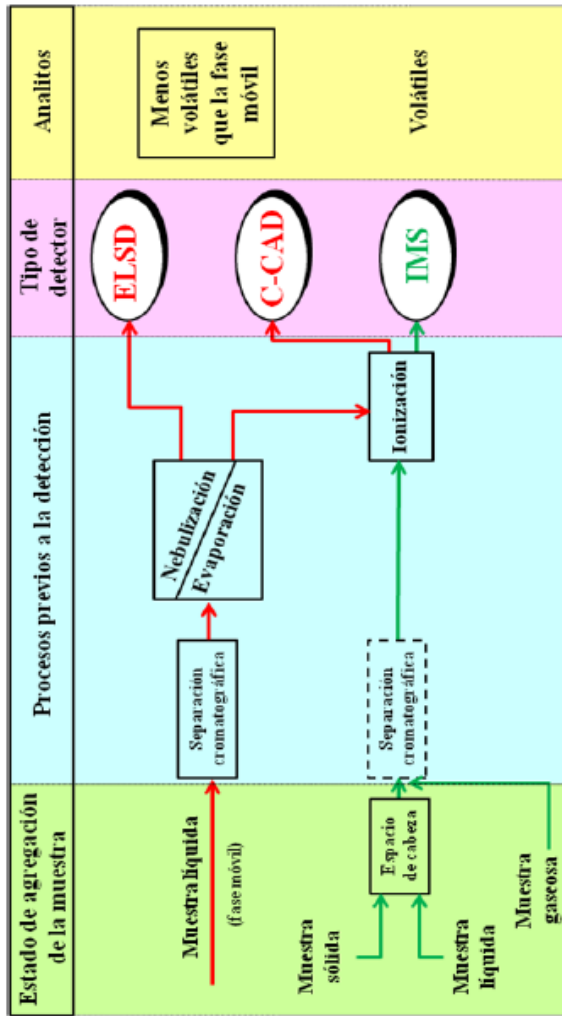 Estado de agregación
de la muestra
Procesos previos a la detección
Tipo de
detector
Analitos
Muestra líquida
(fase móvil)
Separación
cromatográfica
Nebulización
Evaporación
ELSD
C-CAD
Menos
volátiles
que la fase
móvil
Muestra
sólida
Muestra
líquida
Espacio
de cabeza
Muestra
gaseosa
Separación
cromatográfica
Ionización
IMS
Volátiles